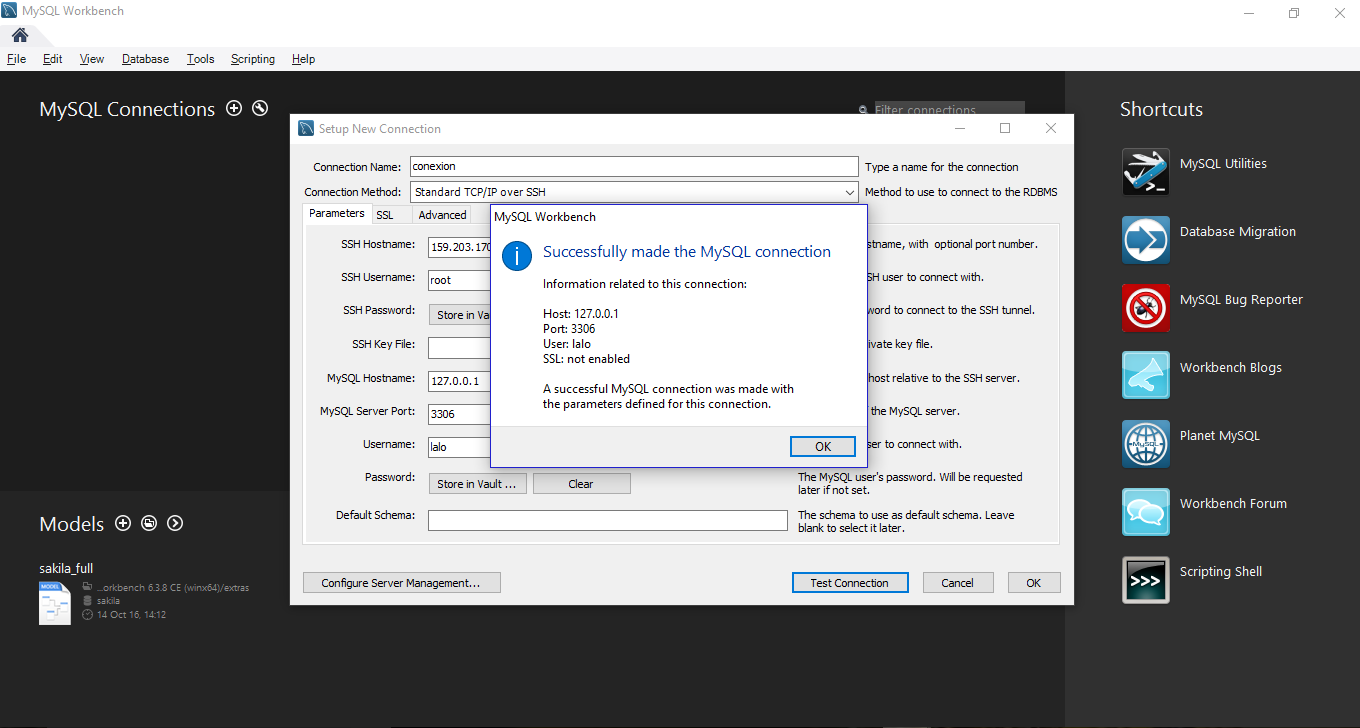 MySQL Workbench
File Edit View Database Tools Scripting Help
MySQL Connections
Filter connections
Shortcuts
MySQL Utilities
Database Migration
MySQL Bug Reporter
Workbench Blogs
Planet MySQL
Workbench Forum
Scripting Shell
Setup New Connection
Connection Name: conexion Type a name for the connection
Connection Method: Standard TCP/IP over SSH Method to use to connect to the RDBMS
Parameters SSL Advanced
SSH Hostname: 159.203.170 stname, with optional port number.
SSH Username: root SH user to connect with.
SSH Password: Store in Va word to connect to the SSH tunnel.
SSH Key File: ivate key file.
MySQL Hostname: 127.0.0.1 host relative to the SSH server.
MySQL Server Port: 3306 the MySQL server.
Username: lalo ser to connect with.
Password: Store in Vault ... Clear The MySQL user's password. Will be requested
later if not set.
Default Schema: The schema to use as default schema. Leave
blank to select it later.
Configure Server Management... Test Connection Cancel OK
MySQL Workbench
Successfully made the MySQL connection
Information related to this connection:
Host: 127.0.0.1
Port: 3306
User: lalo
SSL: not enabled
A successful MySQL connection was made with
the parameters defined for this connection.
OK
Models
sakila_full
MODEL
...orkbench 6.3.8 CE (winx64)/extras
sakila
14 Oct 16, 14:12